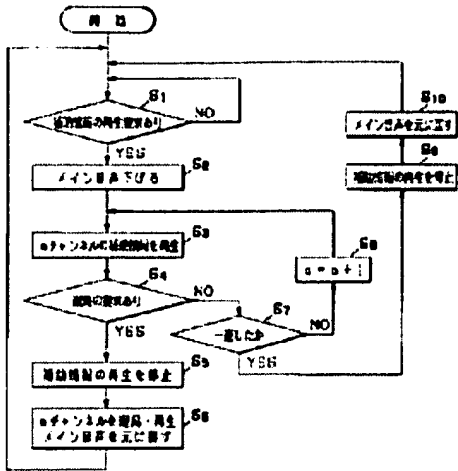 開始
S1
補助情報の再生要求あり
NO
YES
S2
メイン音声下げる
S3
nチャンネルに補助情報を再生
S4
選局の要求あり
NO
YES
S5
補助情報の再生を停止
S6
nチャンネルを選局・再生
メイン音声を元に戻す
S7
一巡したか
NO
YES
S8
n = n + 1
S9
補助情報の再生を停止
S10
メイン音声を元に戻す